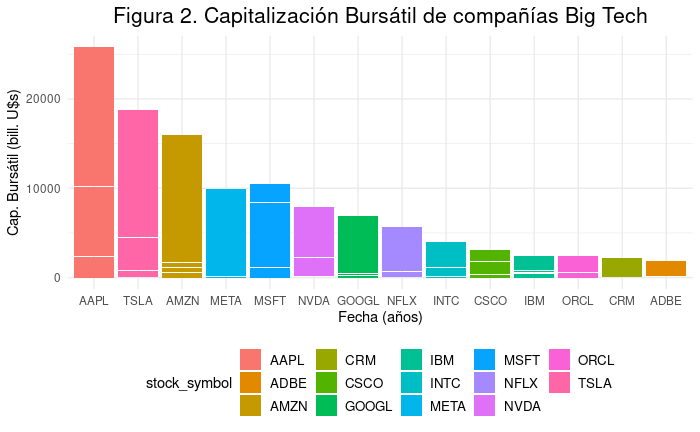 Figura 2. Capitalización Bursátil de compañías Big Tech
Cap. Bursátil (bill. U$s)
20000
10000
0
AAPL TSLA AMZN META MSFT NVDA GOOGL NFLX INTC CSCO IBM ORCL CRM ADBE
Fecha (años)
stock_symbol
AAPL CRM IBM MSFT ORCL
ADBE CSCO INTC NFLX TSLA
AMZN GOOGL META NVDA